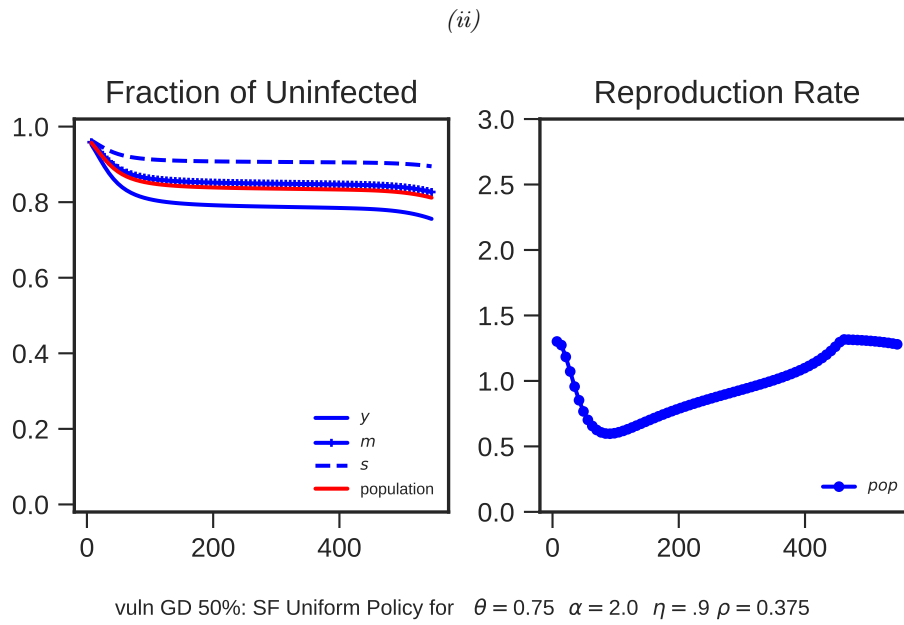 (ii)
Fraction of Uninfected
1.0
0.8
0.6
0.4
0.2
0.0
0 200 400
y
m
s
population
Reproduction Rate
3.0
2.5
2.0
1.5
1.0
0.5
0.0
0 200 400
pop
vuln GD 50%: SF Uniform Policy for θ = 0.75 α = 2.0 η = .9 ρ = 0.375